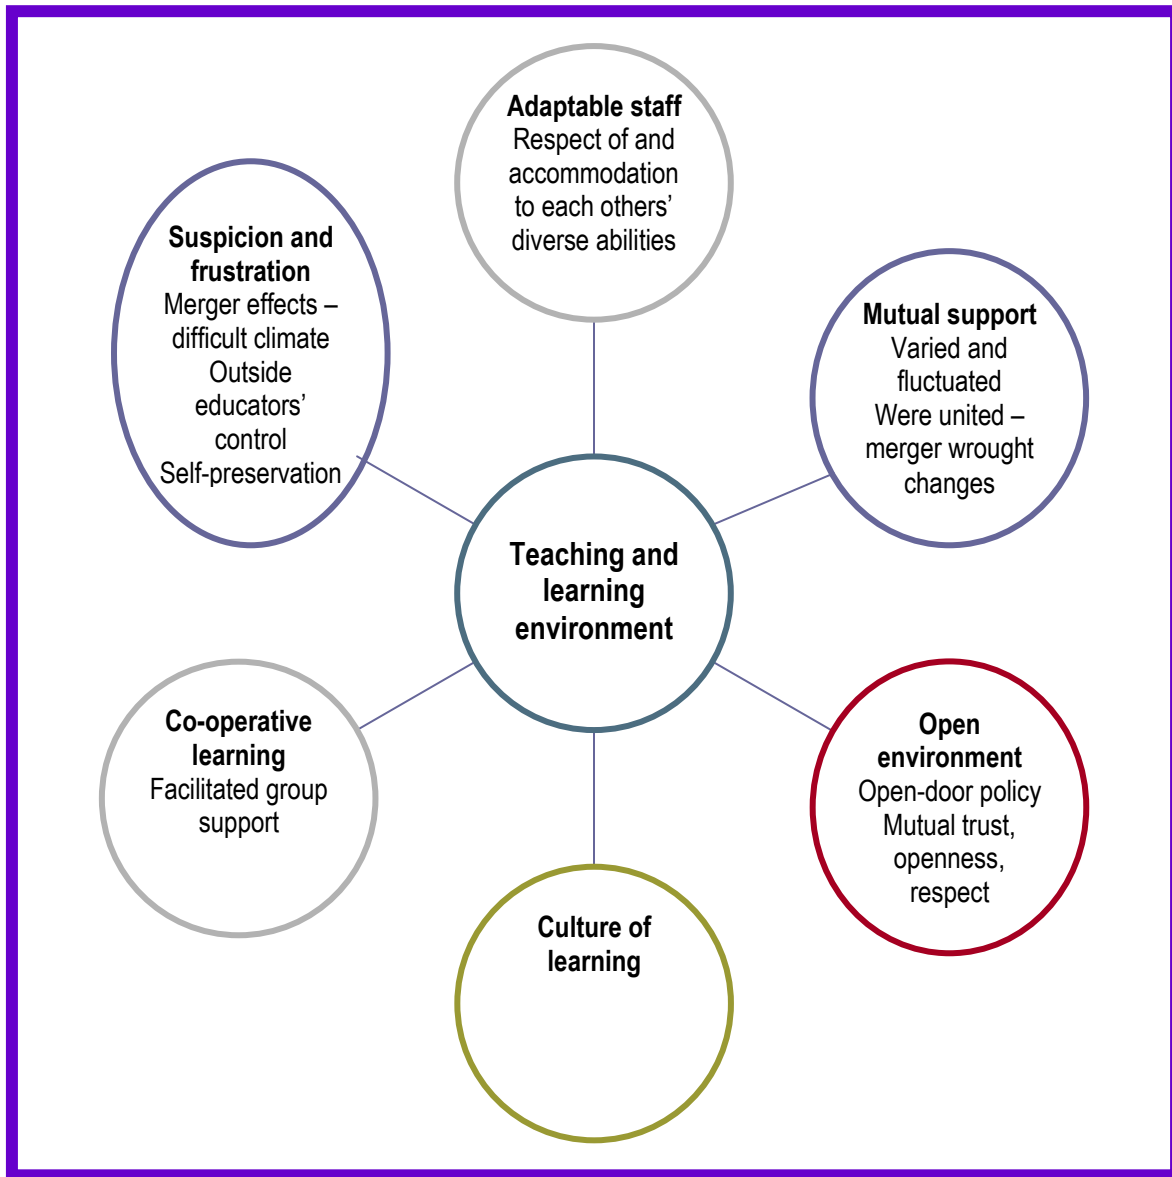 Adaptable staff
Respect of and
accommodation
to each others’
diverse abilities
Suspicion and
frustration
Merger effects –
difficult climate
Outside
educators’
control
Self-preservation
Mutual support
Varied and
fluctuated
Were united –
merger wrought
changes
Teaching and
learning
environment
Co-operative
learning
Facilitated group
support
Open
environment
Open-door policy
Mutual trust,
openness,
respect
Culture of
learning